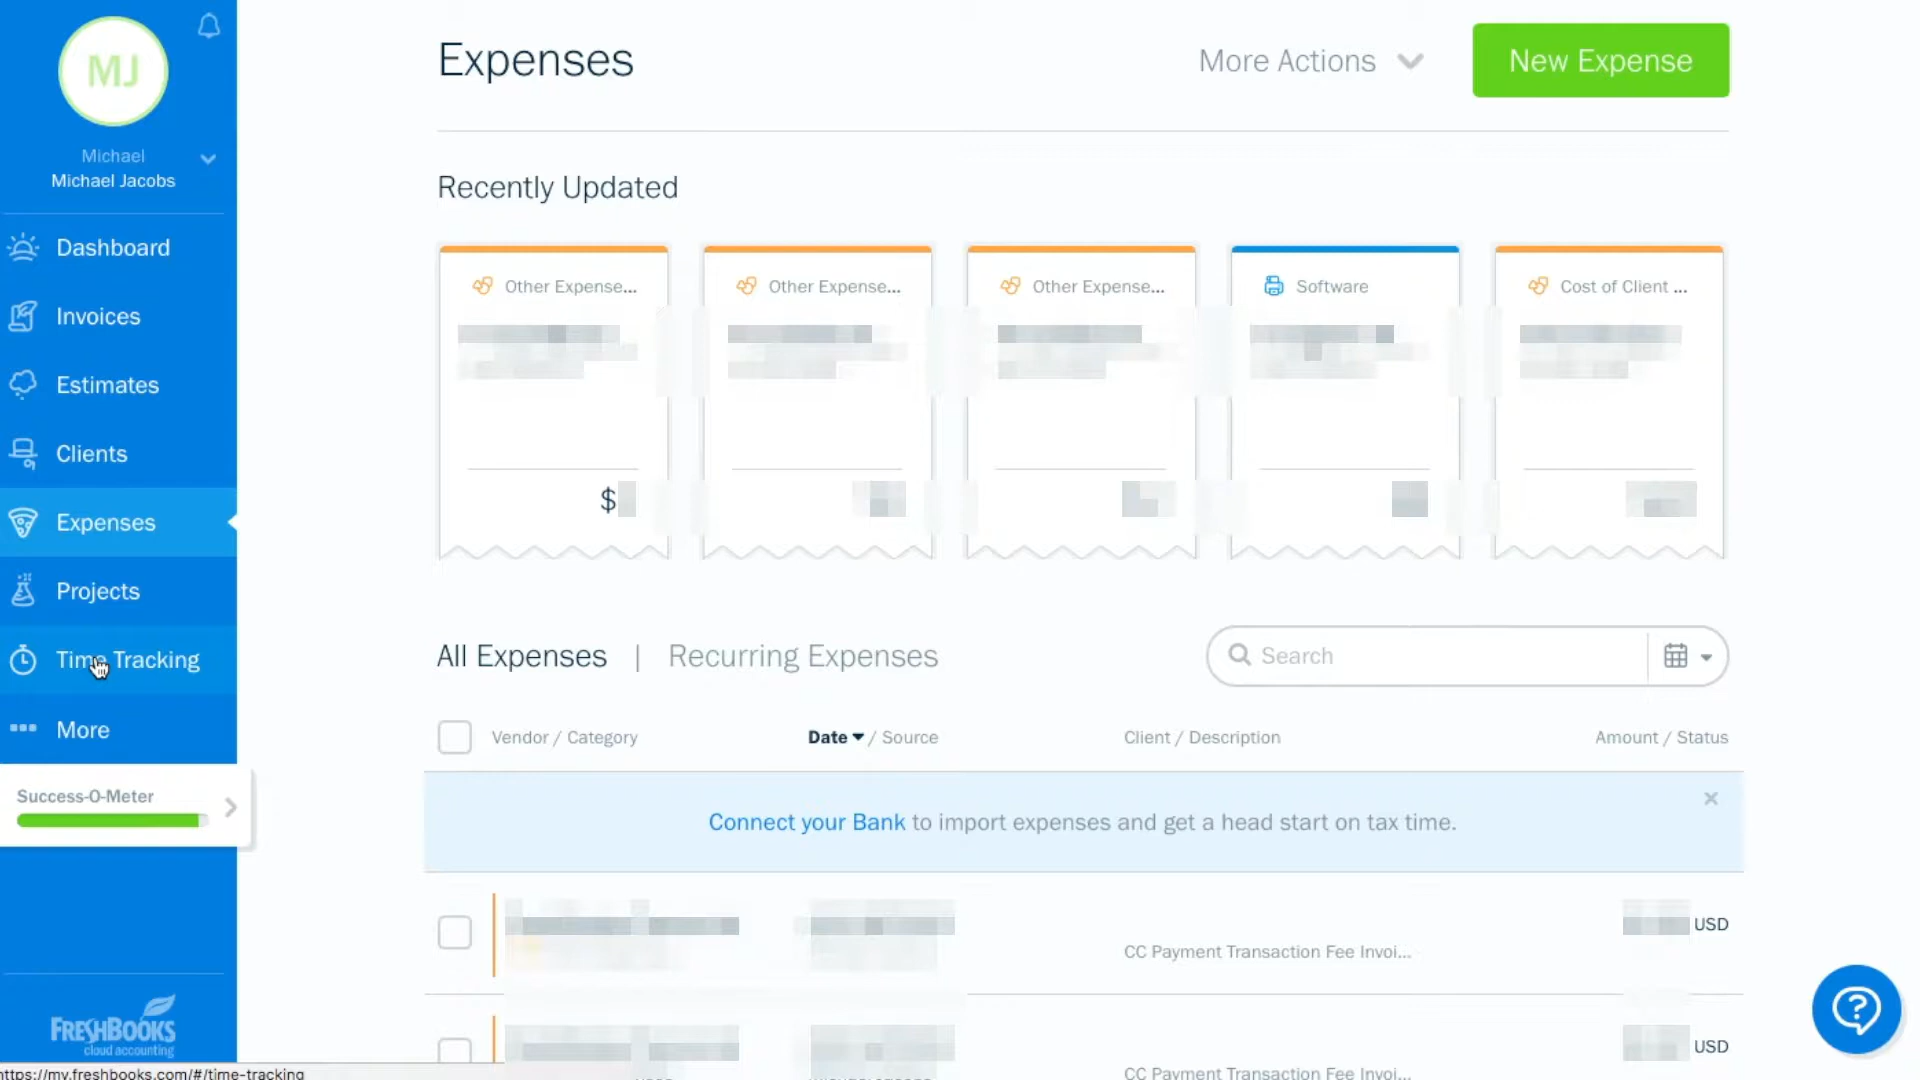 MJ
Michael
Michael Jacobs
Dashboard
Invoices
Estimates
Clients
Expenses
Projects
Time Tracking
More
Success-O-Meter
FRESHBOOKS
cloud accounting
https://my.freshbooks.com/#/time-tracking
Expenses
More Actions
New Expense
Recently Updated
Other Expense...
Other Expense...
Other Expense...
Software
Cost of Client ...
$
All Expenses | Recurring Expenses
Search
Vendor / Category
Date / Source
Client / Description
Amount / Status
Connect your Bank to import expenses and get a head start on tax time.
USD
CC Payment Transaction Fee Invoi...
USD
CC Payment Transaction Fee Invoi...